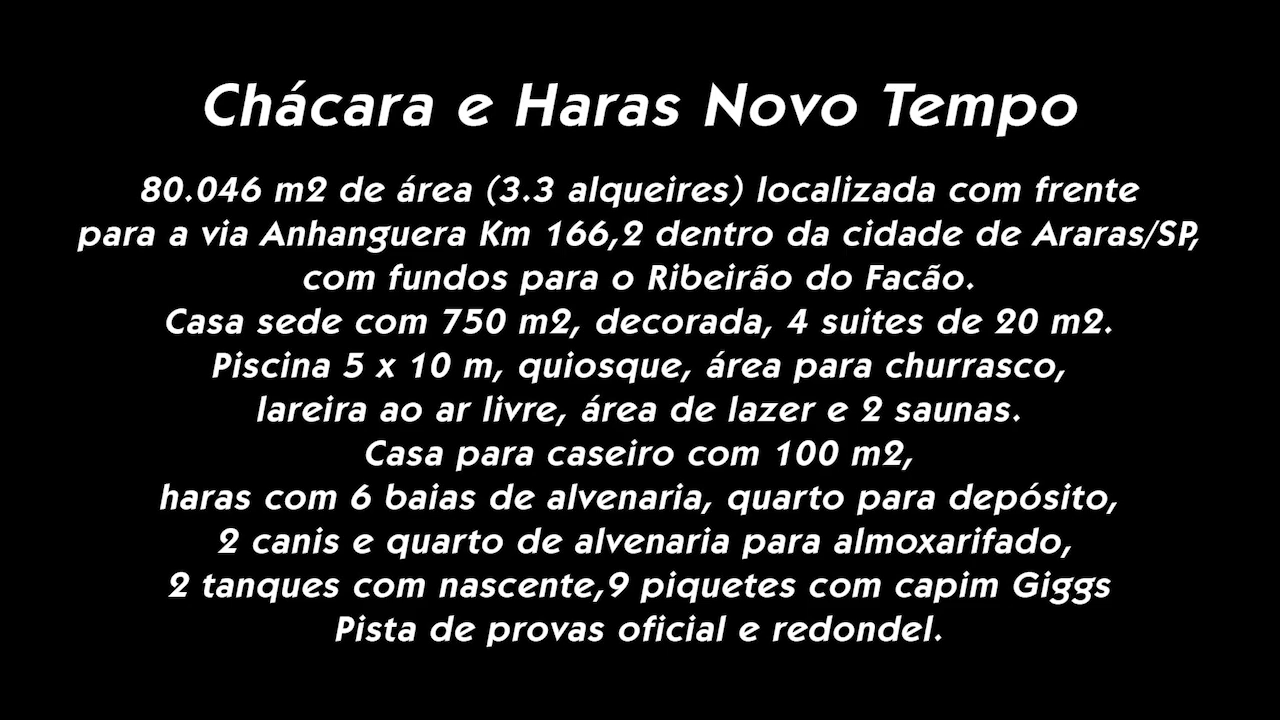 Chácara e Haras Novo Tempo
80.046 m2 de área (3.3 alqueires) localizada com frente
para a via Anhanguera Km 166,2 dentro da cidade de Araras/SP,
com fundos para o Ribeirão do Facão.
Casa sede com 750 m2, decorada, 4 suites de 20 m2.
Piscina 5 x 10 m, quiosque, área para churrasco,
lareira ao ar livre, área de lazer e 2 saunas.
Casa para caseiro com 100 m2,
haras com 6 baias de alvenaria, quarto para depósito,
2 canis e quarto de alvenaria para almoxarifado,
2 tanques com nascente,9 piquetes com capim Giggs
Pista de provas oficial e redondel.